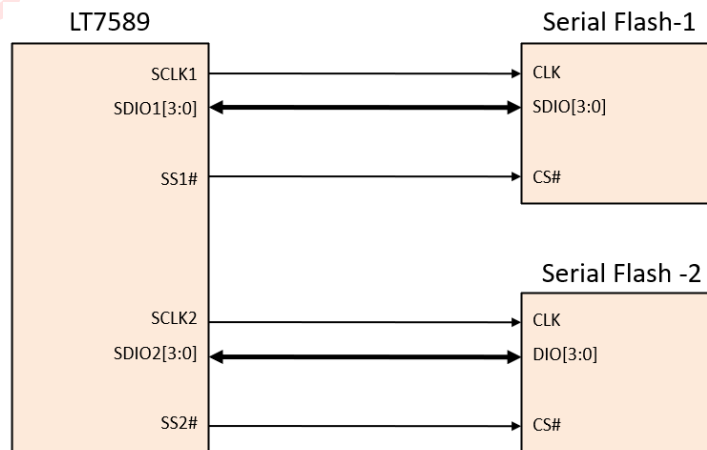 LT7589
Serial Flash-1
SCLK1
CLK
SDIO1[3:0]
SDIO[3:0]
SS1#
CS#
Serial Flash -2
SCLK2
CLK
SDIO2[3:0]
DIO[3:0]
SS2#
CS#